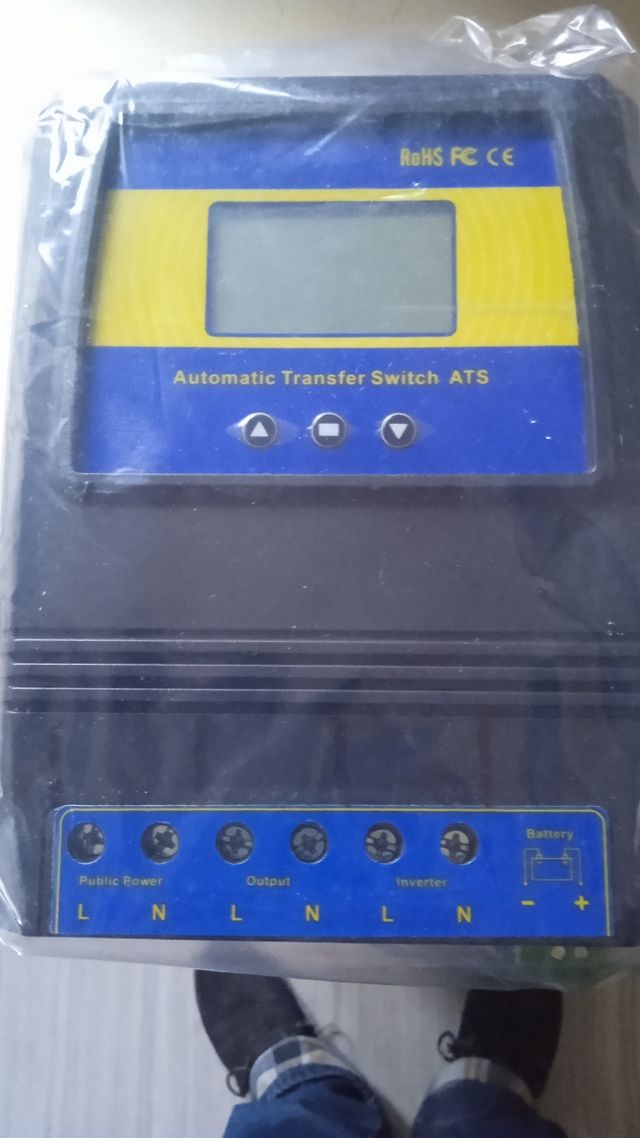 RoHS FC CE
Automatic Transfer Switch ATS
Battery
Public Power Output Inverter
L N L N L N - +